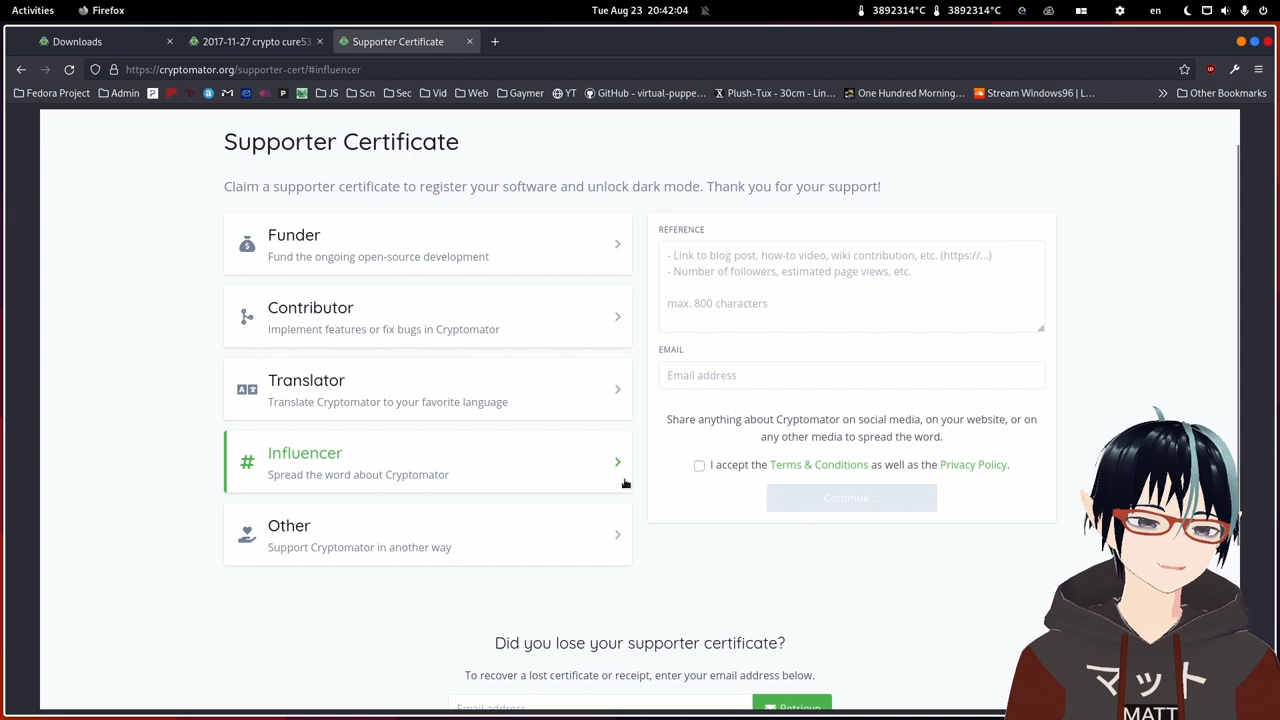 Activities
Firefox
Tue Aug 23 20:42:04
3892314°C
3892314°C
en
Downloads
2017-11-27 crypto cure53
Supporter Certificate
https://cryptomator.org/supporter-cert/#influencer
Fedora Project
Admin
JS
Scn
Sec
Vid
Web
Gaymer
YT
GitHub - virtual-puppe...
Plush-Tux - 30cm - Lin...
One Hundred Morning...
Stream Windows96 | L...
Other Bookmarks
Supporter Certificate
Claim a supporter certificate to register your software and unlock dark mode. Thank you for your support!
Funder
Fund the ongoing open-source development
Contributor
Implement features or fix bugs in Cryptomator
Translator
Translate Cryptomator to your favorite language
Influencer
Spread the word about Cryptomator
Other
Support Cryptomator in another way
REFERENCE
- Link to blog post, how-to video, wiki contribution, etc. (https://...)
- Number of followers, estimated page views, etc.
max. 800 characters
EMAIL
Email address
Share anything about Cryptomator on social media, on your website, or on
any other media to spread the word.
I accept the Terms & Conditions as well as the Privacy Policy.
Continue...
Did you lose your supporter certificate?
To recover a lost certificate or receipt, enter your email address below.
Email address
Retrieve
マット
MATT